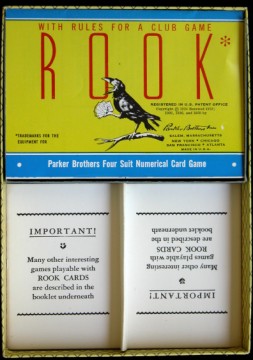 WITH RULES FOR A CLUB GAME
ROOK*
REGISTERED IN U.S. PATENT OFFICE
*TRADEMARKS FOR THE
EQUIPMENT FOR
Parker Brothers Inc.
SALEM, MASSACHUSETTS
NEW YORK • CHICAGO
SAN FRANCISCO • ATLANTA
MADE IN U.S.A.
Parker Brothers Four Suit Numerical Card Game
IMPORTANT!
Many other interesting
games playable with
ROOK CARDS
are described in the
booklet underneath
IMPORTANT!
Many other interesting
games playable with
ROOK CARDS
are described in the
booklet underneath